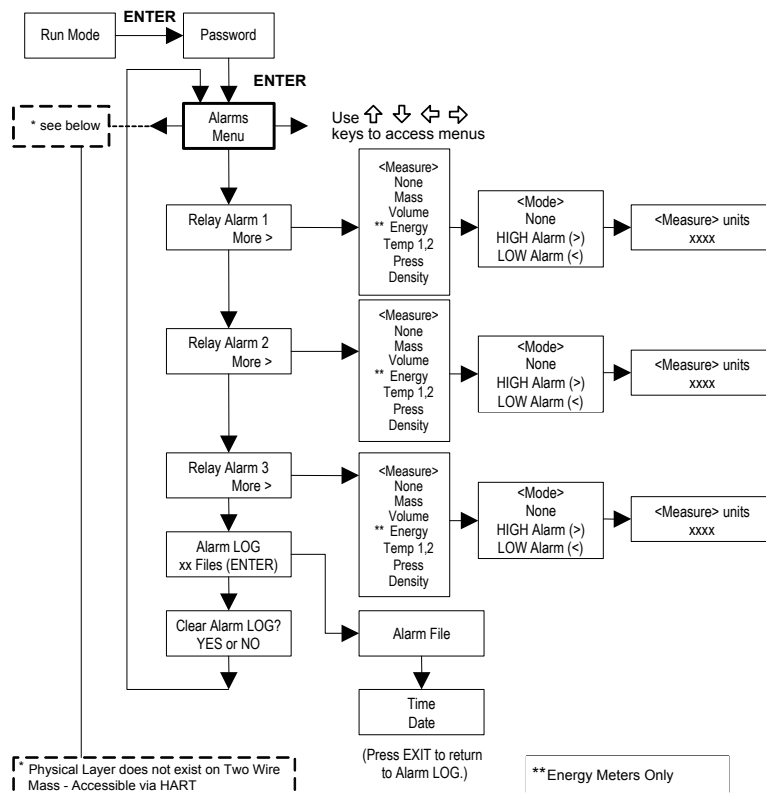 ENTER
Run Mode
Password
ENTER
* see below
Alarms
Menu
Use
keys to access menus
Relay Alarm 1
More >
<Measure>
None
Mass
Volume
** Energy
Temp 1,2
Press
Density
<Mode>
None
HIGH Alarm (>)
LOW Alarm (<)
<Measure> units
xxxx
Relay Alarm 2
More >
<Measure>
None
Mass
Volume
** Energy
Temp 1,2
Press
Density
<Mode>
None
HIGH Alarm (>)
LOW Alarm (<)
<Measure> units
xxxx
Relay Alarm 3
More >
<Measure>
None
Mass
Volume
** Energy
Temp 1,2
Press
Density
<Mode>
None
HIGH Alarm (>)
LOW Alarm (<)
<Measure> units
xxxx
Alarm LOG
xx Files (ENTER)
Clear Alarm LOG?
YES or NO
Alarm File
Time
Date
(Press EXIT to return
to Alarm LOG.)
* Physical Layer does not exist on Two Wire
Mass - Accessible via HART
**Energy Meters Only